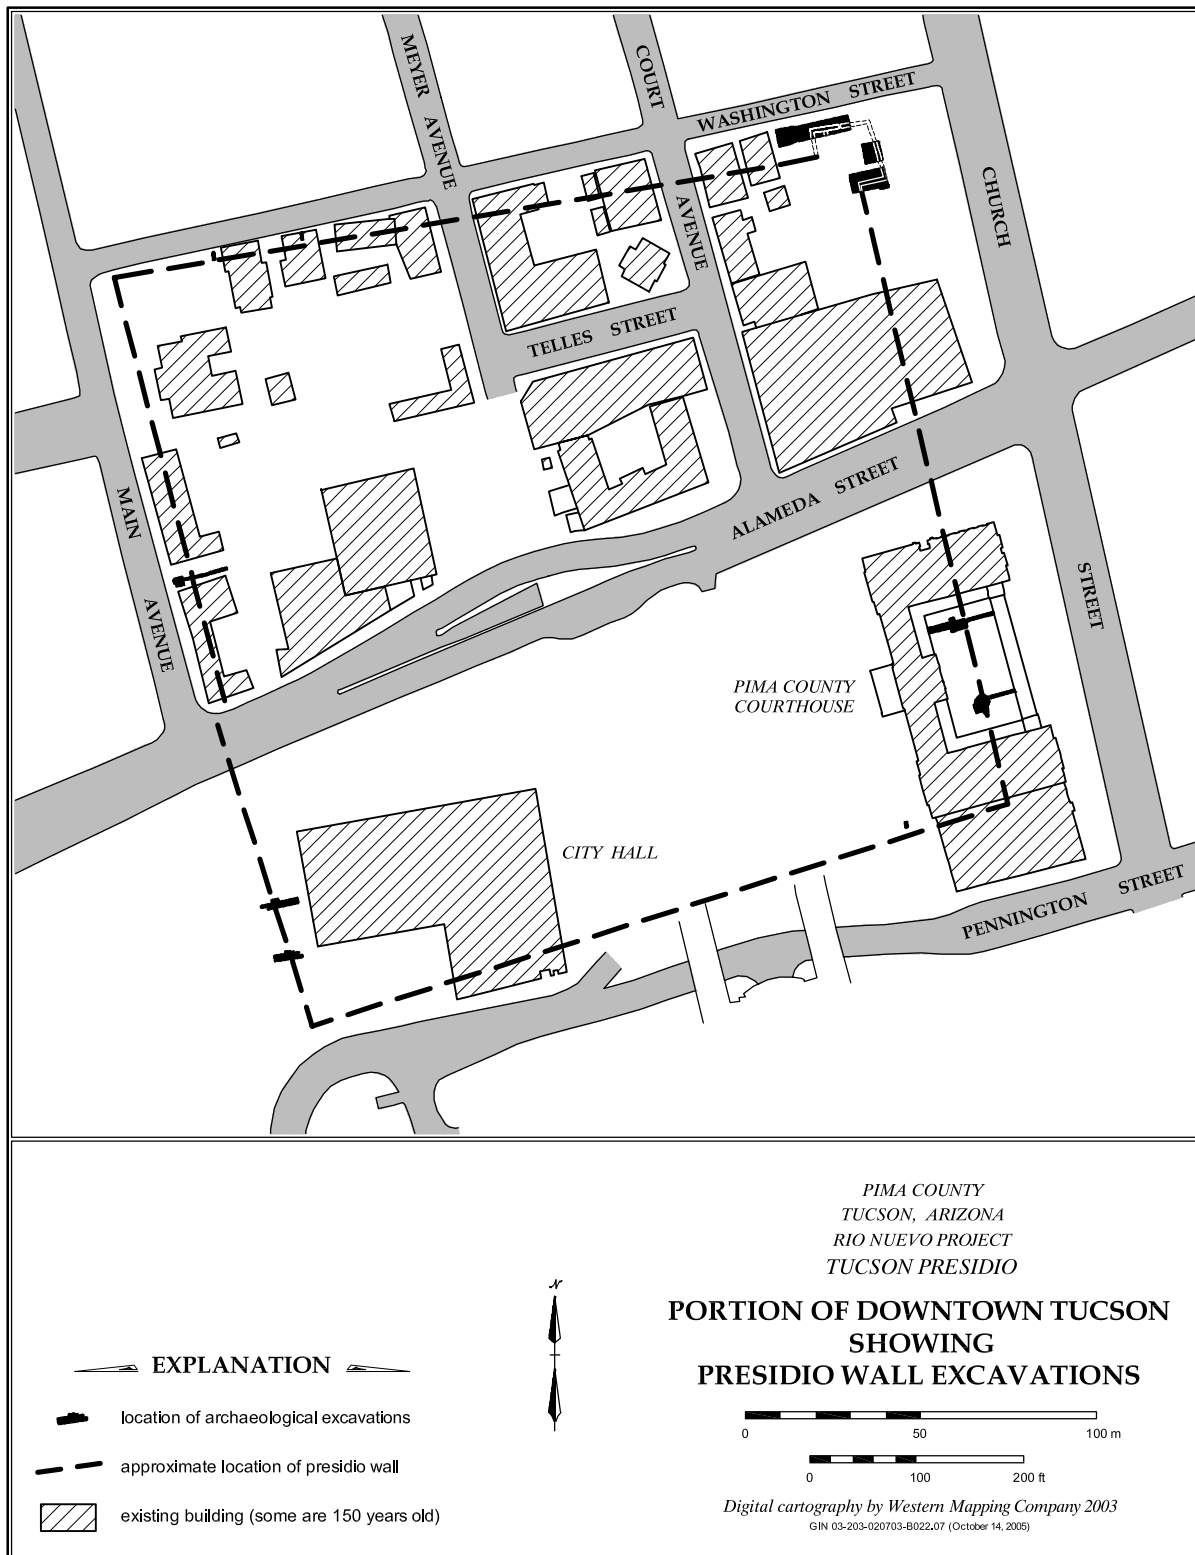 MEYER AVENUE
COURT
AVENUE
WASHINGTON STREET
CHURCH
STREET
TELLES STREET
MAIN
AVENUE
ALAMEDA STREET
PIMA COUNTY
COURTHOUSE
CITY HALL
PENNINGTON STREET
PIMA COUNTY
TUCSON, ARIZONA
RIO NUEVO PROJECT
TUCSON PRESIDIO
PORTION OF DOWNTOWN TUCSON
SHOWING
PRESIDIO WALL EXCAVATIONS
N
EXPLANATION
location of archaeological excavations
approximate location of presidio wall
existing building (some are 150 years old)
0 50 100 m
0 100 200 ft
Digital cartography by Western Mapping Company 2003
GIN 03-203-020703-B022.07 (October 14, 2005)